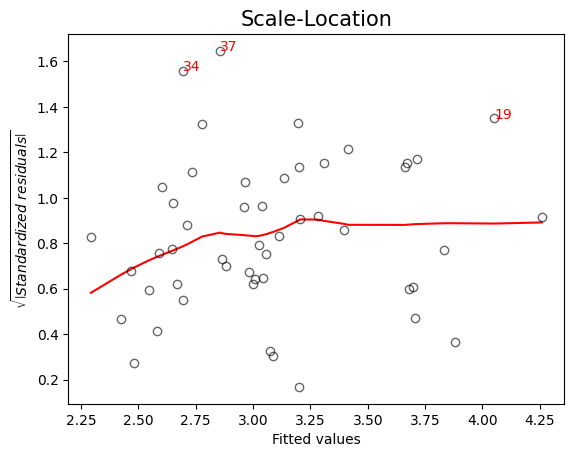 Scale-Location
√|Standardized residuals|
1.6
1.4
1.2
1.0
0.8
0.6
0.4
0.2
37
34
19
2.25 2.50 2.75 3.00 3.25 3.50 3.75 4.00 4.25
Fitted values